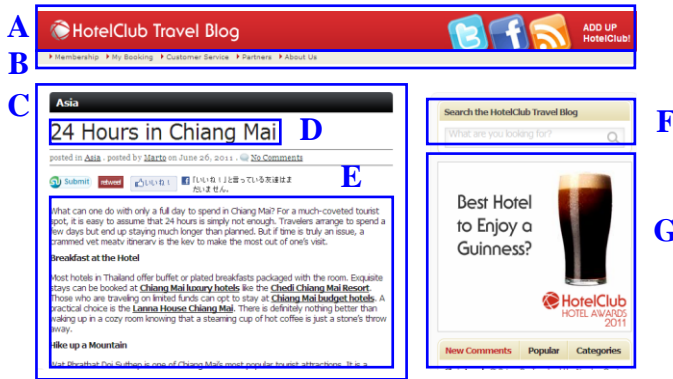 A
HotelClub Travel Blog
ADD UP
HotelClub!
B
Membership My Booking Customer Service Partners About Us
C
Asia
24 Hours in Chiang Mai
D
posted in Asia . posted by Marto on June 26, 2011 . No Comments
Submit retweet いいね！ 「いいね！」と言っている友達はま
だいません。
E
What can one do with only a full day to spend in Chiang Mai? For a much-coveted tourist
spot, it is easy to assume that 24 hours is simply not enough. Travelers arrange to spend a
few days but end up staying much longer than planned. But if time is truly an issue, a
crammed yet meaty itinerary is the key to make the most out of one's visit.
Breakfast at the Hotel
Most hotels in Thailand offer buffet or plated breakfasts packaged with the room. Exquisite
stays can be booked at Chiang Mai luxury hotels like the Chedi Chiang Mai Resort.
Those who are traveling on limited funds can opt to stay at Chiang Mai budget hotels. A
practical choice is the Lanna House Chiang Mai. There is definitely nothing better than
waking up in a cozy room knowing that a steaming cup of hot coffee is just a stone's throw
away.
Hike up a Mountain
Wat Phrathat Doi Suthep is one of Chiang Mai's most popular tourist attractions. It is a
Search the HotelClub Travel Blog
What are you looking for?
F
Best Hotel
to Enjoy a
Guinness?
G
HotelClub
HOTEL AWARDS
2011
New Comments Popular Categories